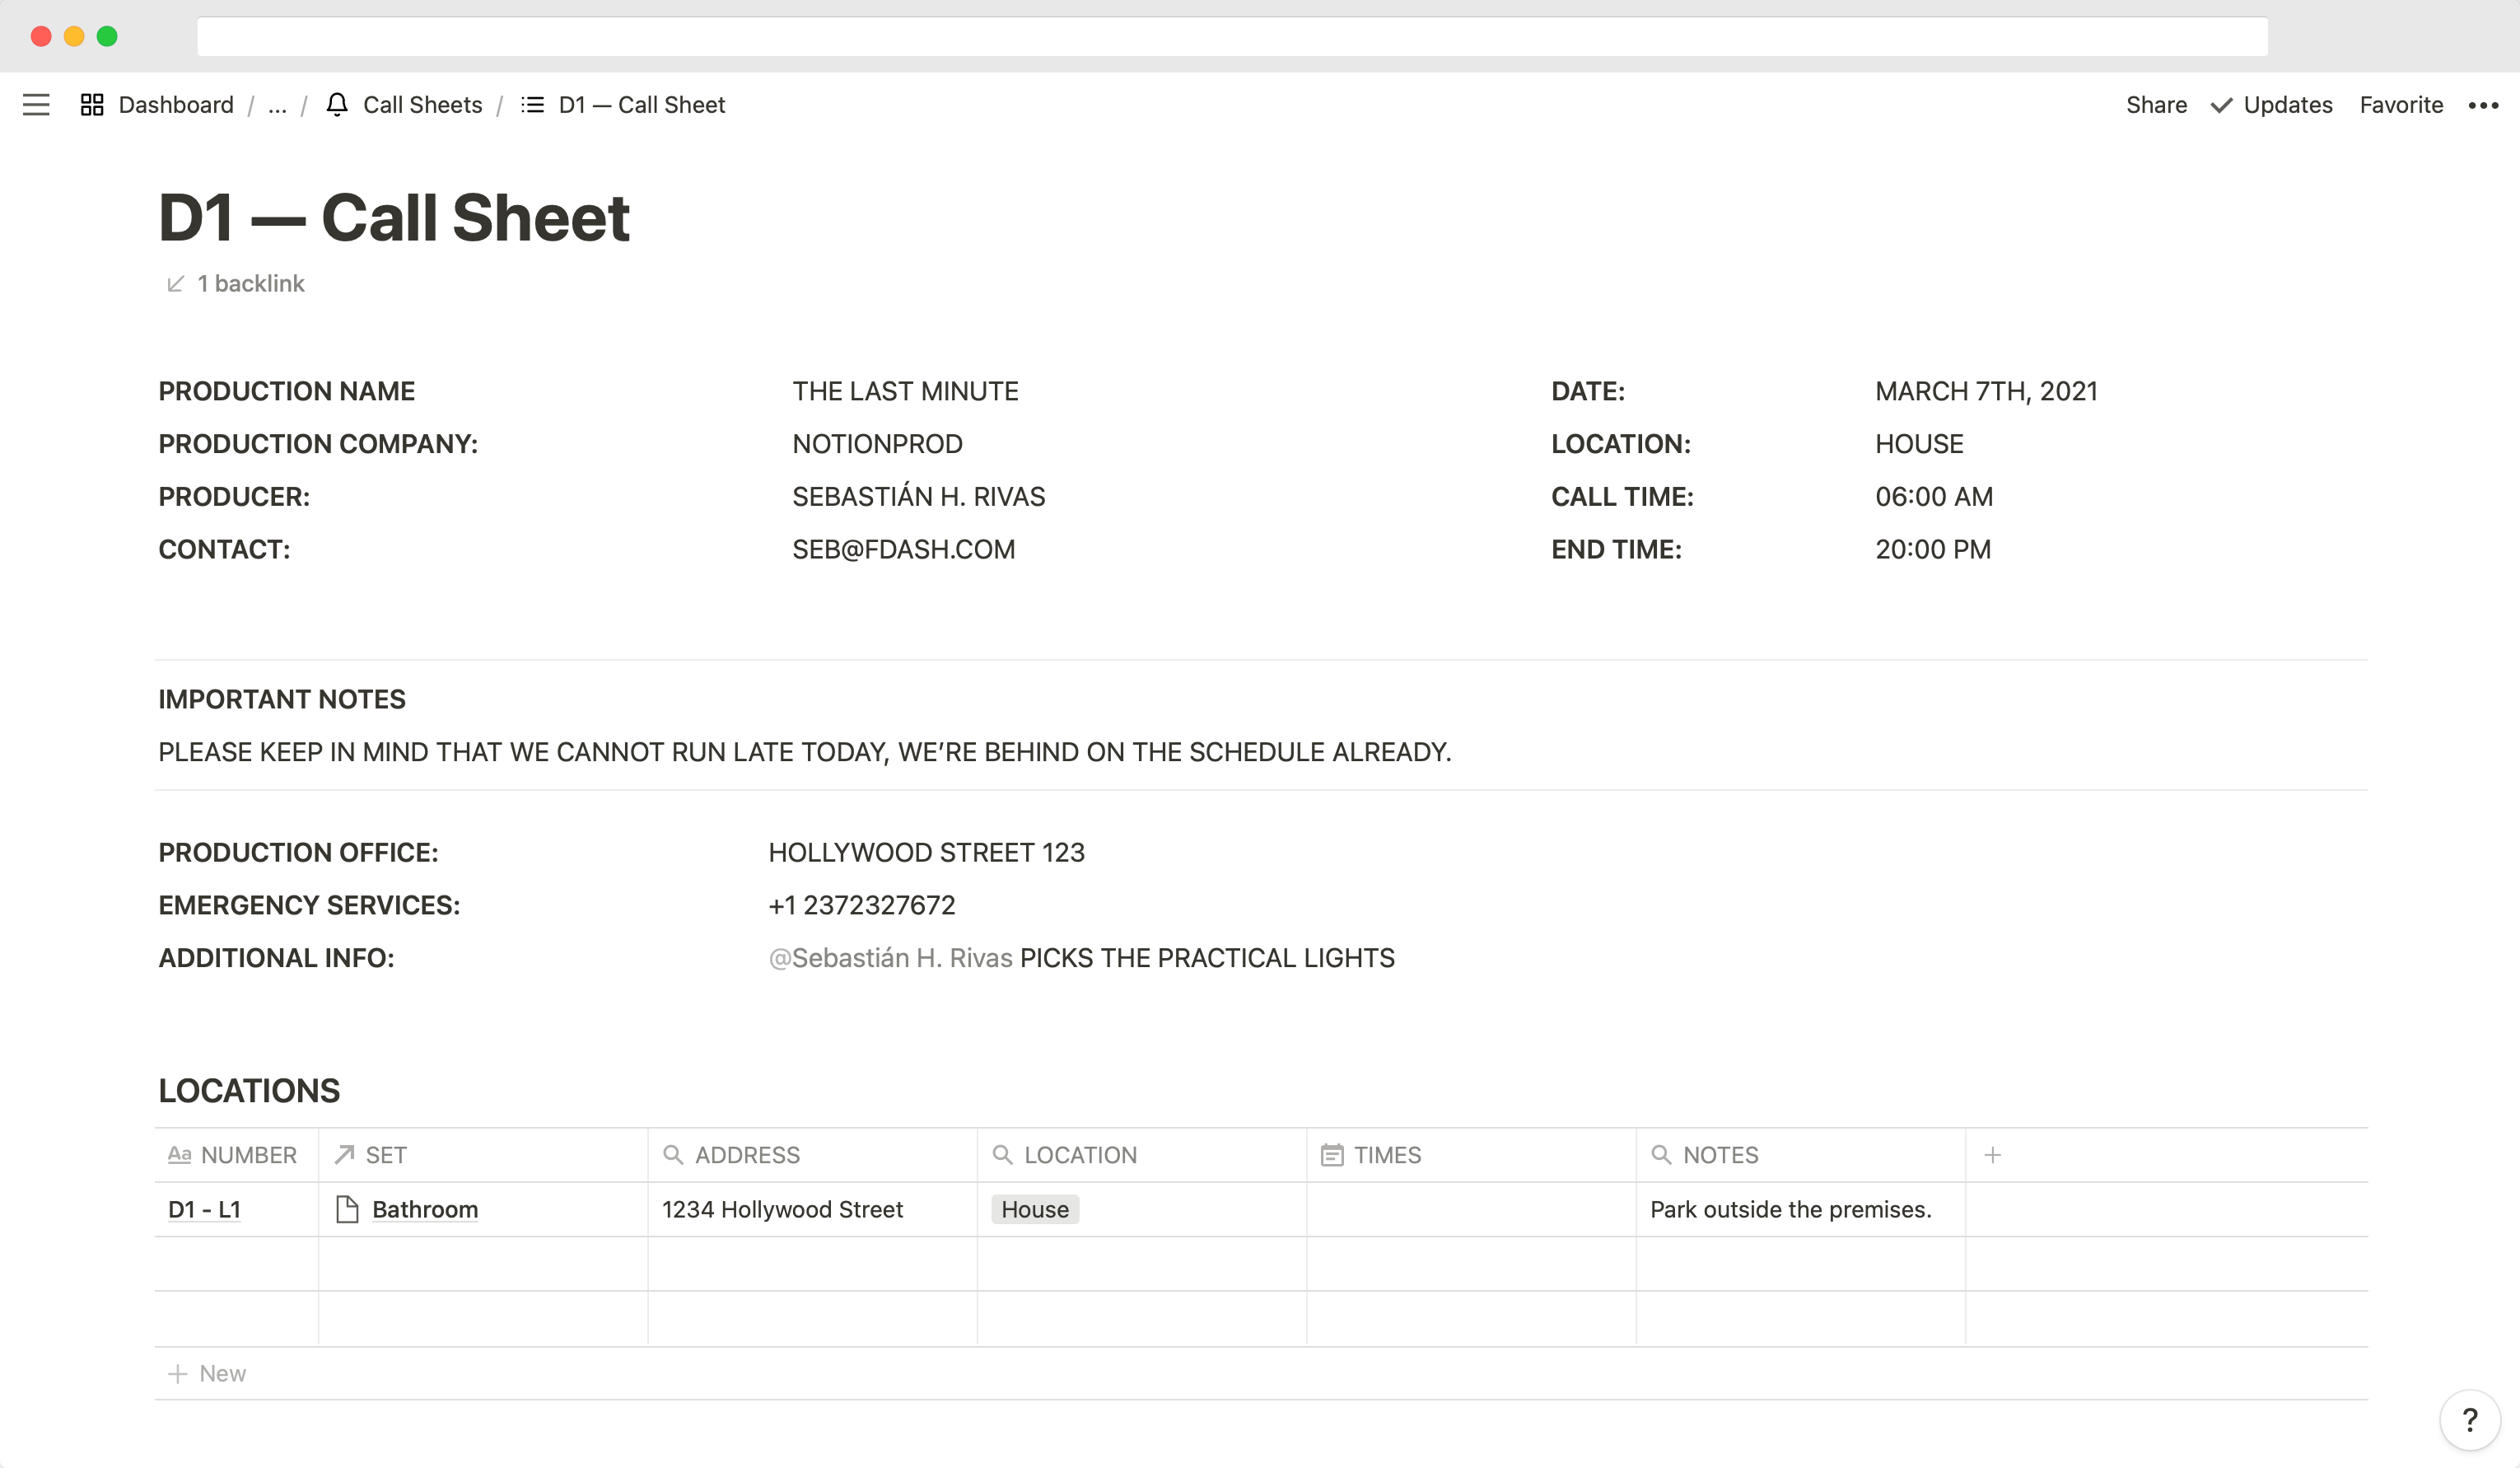 Dashboard / ... / Call Sheets / D1 — Call Sheet
Share Updates Favorite •••
D1 — Call Sheet
1 backlink
PRODUCTION NAME THE LAST MINUTE DATE: MARCH 7TH, 2021
PRODUCTION COMPANY: NOTIONPROD LOCATION: HOUSE
PRODUCER: SEBASTIÁN H. RIVAS CALL TIME: 06:00 AM
CONTACT: SEB@FDASH.COM END TIME: 20:00 PM
IMPORTANT NOTES
PLEASE KEEP IN MIND THAT WE CANNOT RUN LATE TODAY, WE’RE BEHIND ON THE SCHEDULE ALREADY.
PRODUCTION OFFICE: HOLLYWOOD STREET 123
EMERGENCY SERVICES: +1 2372327672
ADDITIONAL INFO: @Sebastián H. Rivas PICKS THE PRACTICAL LIGHTS
LOCATIONS
Aa NUMBER SET ADDRESS LOCATION TIMES NOTES +
D1 - L1 Bathroom 1234 Hollywood Street House Park outside the premises.
+ New
?